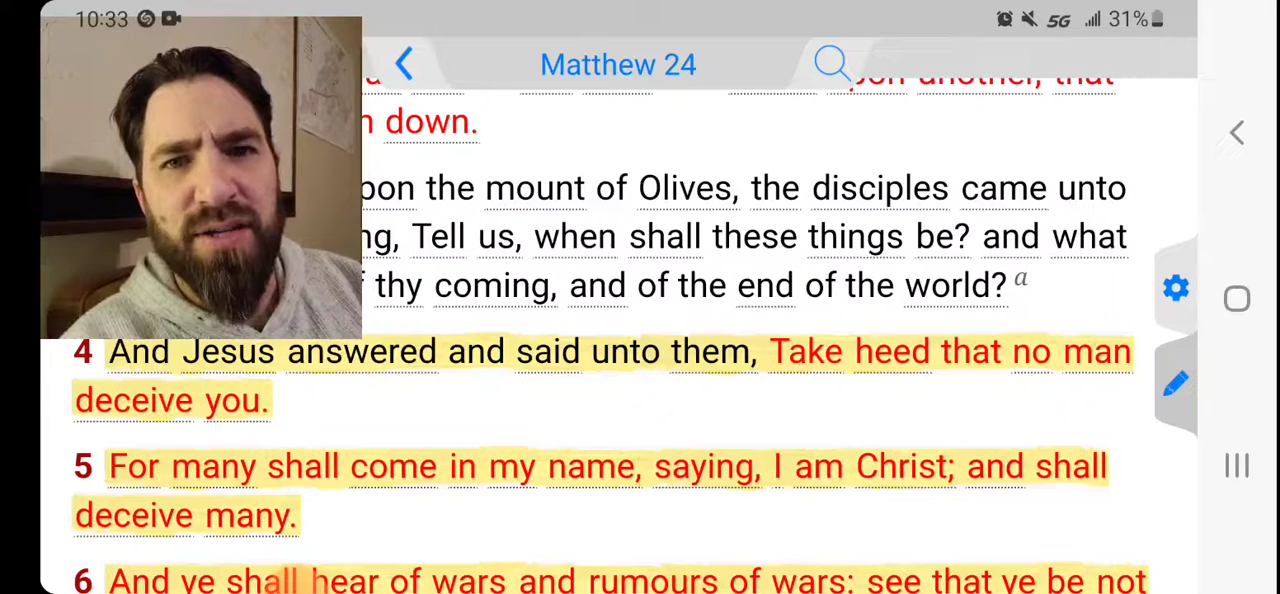 10:33 5G 31%
Matthew 24
another, that
down.
the mount of Olives, the disciples came unto
Tell us, when shall these things be? and what
thy coming, and of the end of the world? a
4 And Jesus answered and said unto them, Take heed that no man
deceive you.
5 For many shall come in my name, saying, I am Christ; and shall
deceive many.
6 And ye shall hear of wars and rumours of wars: see that ye be not